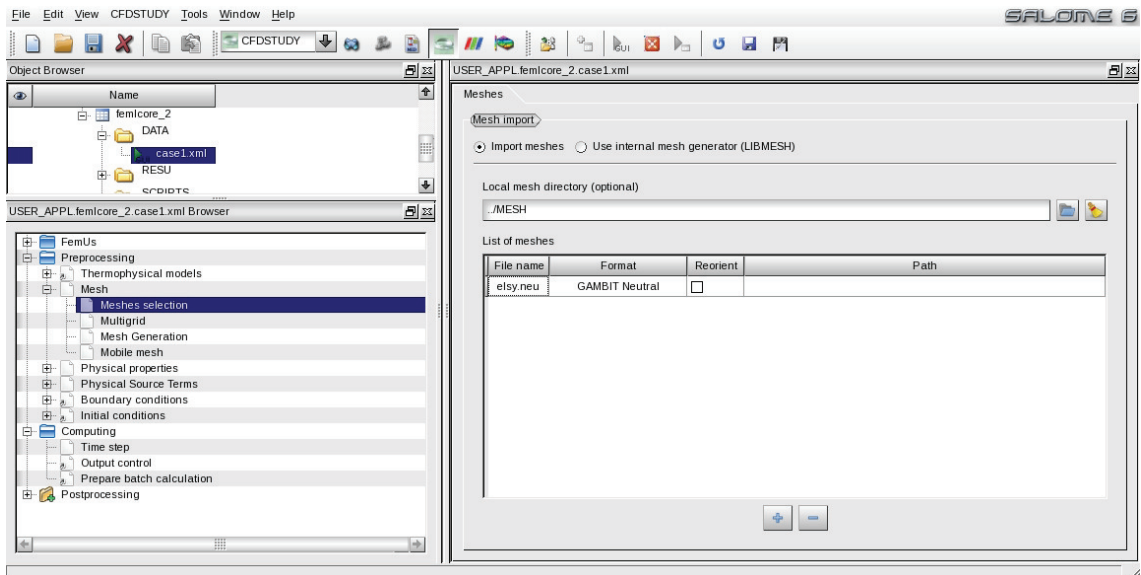 File Edit View CFDSTUDY Tools Window Help
SALOME 6
CFDSTUDY
GUI
Object Browser
Name
femlcore_2
DATA
case1.xml
RESU
SCRIPTS
USER_APPL.femlcore_2.case1.xml Browser
FemUs
Preprocessing
Thermophysical models
Mesh
Meshes selection
Multigrid
Mesh Generation
Mobile mesh
Physical properties
Physical Source Terms
Boundary conditions
Initial conditions
Computing
Time step
Output control
Prepare batch calculation
Postprocessing
USER_APPL.femlcore_2.case1.xml
Meshes
Mesh import
Import meshes Use internal mesh generator (LIBMESH)
Local mesh directory (optional)
../MESH
List of meshes
File name Format Reorient Path
elsy.neu GAMBIT Neutral